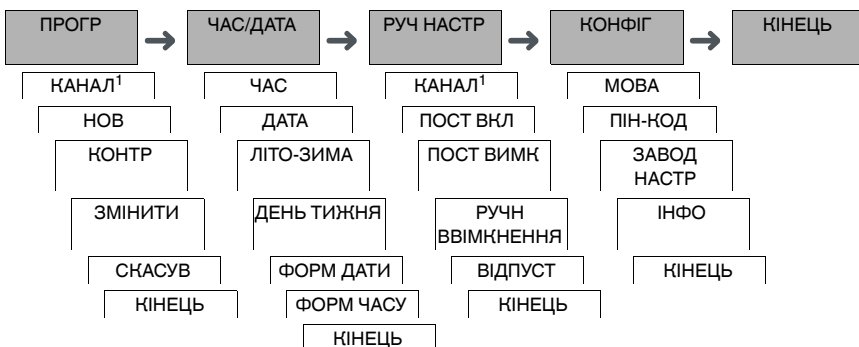 ПРОГР
ЧАС/ДАТА
РУЧ НАСТР
КОНФІГ
КІНЕЦЬ
КАНАЛ1
НОВ
КОНТР
ЗМІНИТИ
СКАСУВ
КІНЕЦЬ
ЧАС
ДАТА
ЛІТО-ЗИМА
ДЕНЬ ТИЖНЯ
ФОРМ ДАТИ
ФОРМ ЧАСУ
КІНЕЦЬ
КАНАЛ1
ПОСТ ВКЛ
ПОСТ ВИМК
РУЧН
ВВІМКНЕННЯ
ВІДПУСТ
КІНЕЦЬ
МОВА
ПІН-КОД
ЗАВОД
НАСТР
ІНФО
КІНЕЦЬ